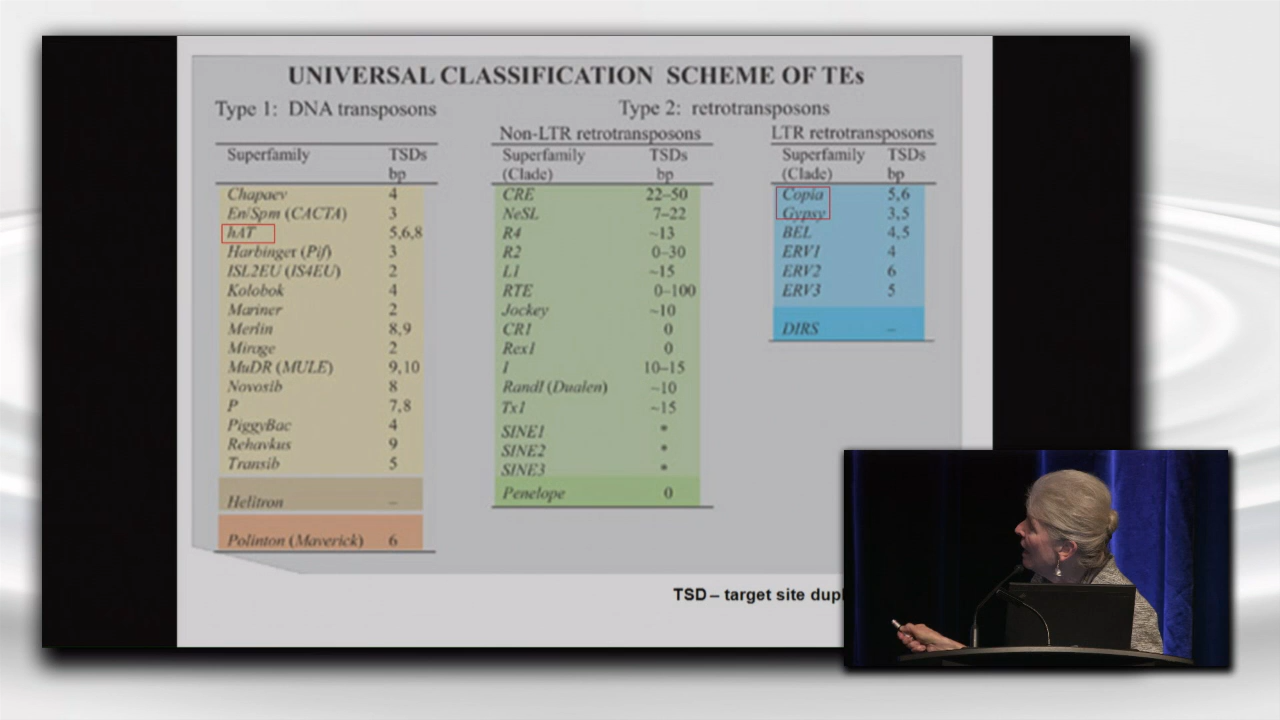 UNIVERSAL CLASSIFICATION SCHEME OF TEs
Type 1: DNA transposons
Superfamily TSDs
bp
Chapaev 4
En/Spm (CACTA) 3
hAT 5,6,8
Harbinger (Pif) 3
ISL2EU (IS4EU) 2
Kolobok 4
Mariner 2
Merlin 8,9
Mirage 2
MuDR (MULE) 9,10
Novosib 8
P 7,8
PiggyBac 4
Rehavkus 9
Transib 5
Helitron –
Polinton (Maverick) 6
Type 2: retrotransposons
Non-LTR retrotransposons
Superfamily TSDs
(Clade) bp
CRE 22–50
NeSL 7–22
R4 ~13
R2 0–30
L1 ~15
RTE 0–100
Jockey ~10
CR1 0
Rex1 0
I 10–15
RandI (Dualen) ~10
Tx1 ~15
SINE1 *
SINE2 *
SINE3 *
Penelope 0
LTR retrotransposons
Superfamily TSDs
(Clade) bp
Copia 5,6
Gypsy 3,5
BEL 4,5
ERV1 4
ERV2 6
ERV3 5
DIRS –
TSD – target site dupl